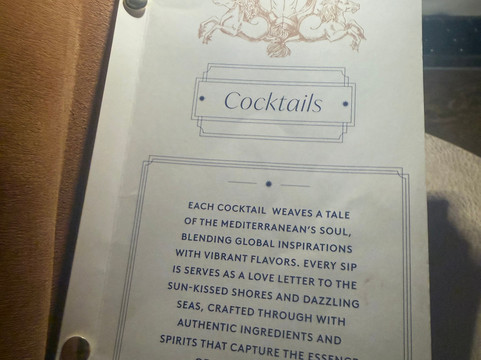 Cocktails
EACH COCKTAIL WEAVES A TALE
OF THE MEDITERRANEAN'S SOUL,
BLENDING GLOBAL INSPIRATIONS
WITH VIBRANT FLAVORS. EVERY SIP
IS SERVES AS A LOVE LETTER TO THE
SUN-KISSED SHORES AND DAZZLING
SEAS, CRAFTED THROUGH WITH
AUTHENTIC INGREDIENTS AND
SPIRITS THAT CAPTURE THE ESSENCE